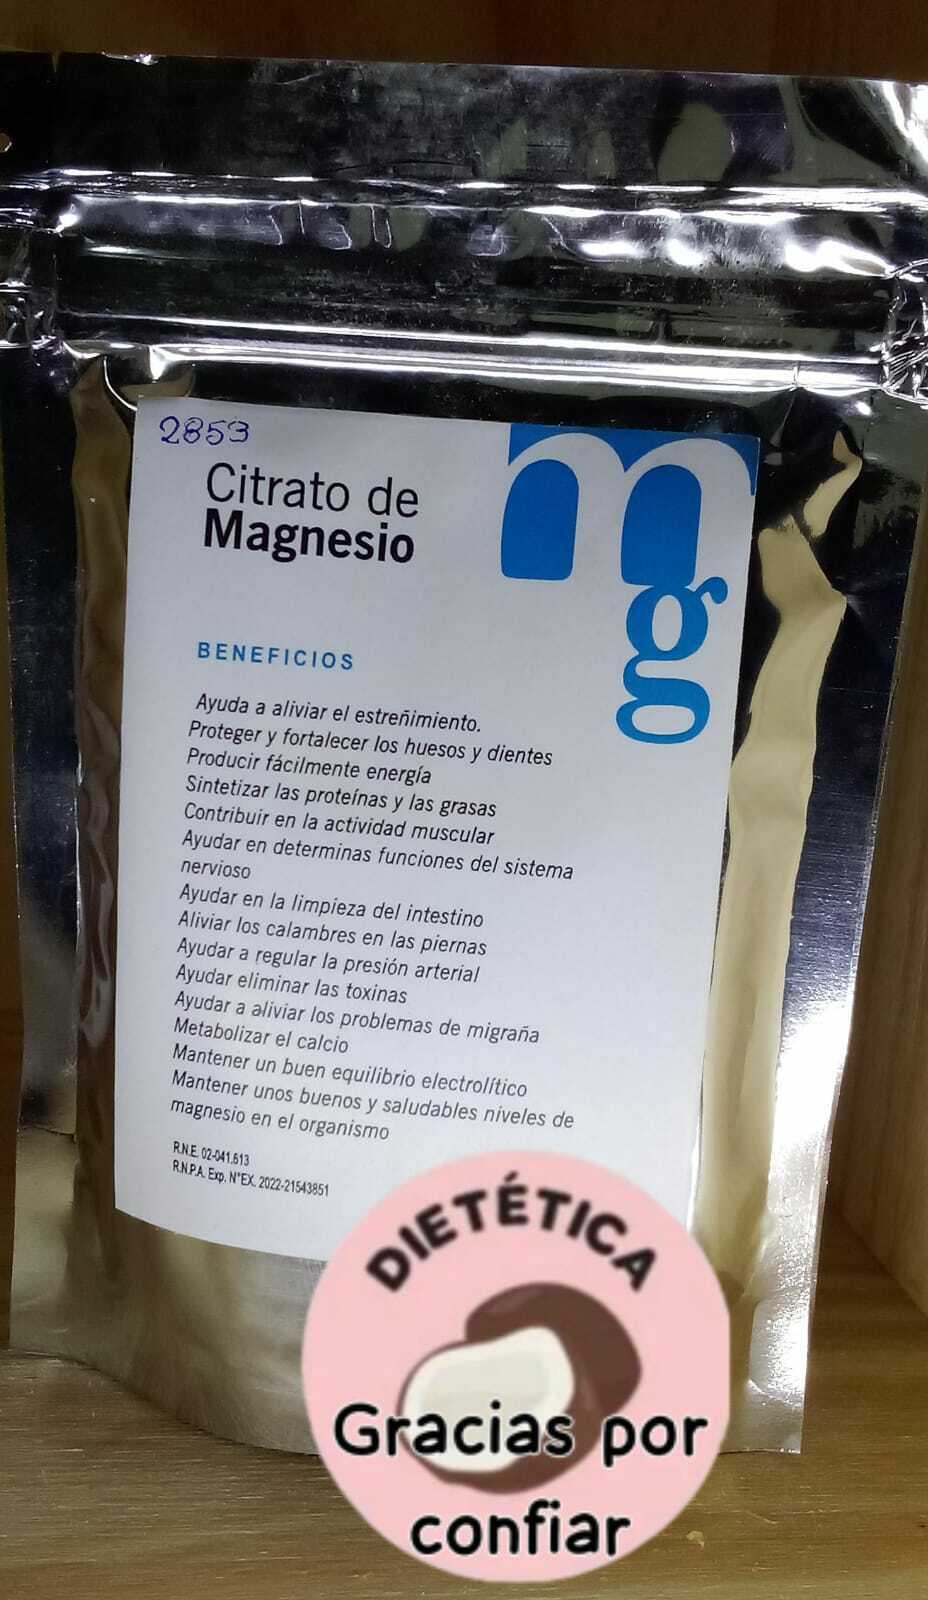 2853
Citrato de
Magnesio
mg
BENEFICIOS
Ayuda a aliviar el estreñimiento.
Proteger y fortalecer los huesos y dientes
Producir fácilmente energía
Sintetizar las proteínas y las grasas
Contribuir en la actividad muscular
Ayudar en determinas funciones del sistema
nervioso
Ayudar en la limpieza del intestino
Aliviar los calambres en las piernas
Ayudar a regular la presión arterial
Ayudar eliminar las toxinas
Ayudar a aliviar los problemas de migraña
Metabolizar el calcio
Mantener un buen equilibrio electrolítico
Mantener unos buenos y saludables niveles de
magnesio en el organismo
R.N.E. 02-041.613
R.N.P.A. Exp. N°EX. 2022-21543851
DIETÉTICA
Gracias por
confiar